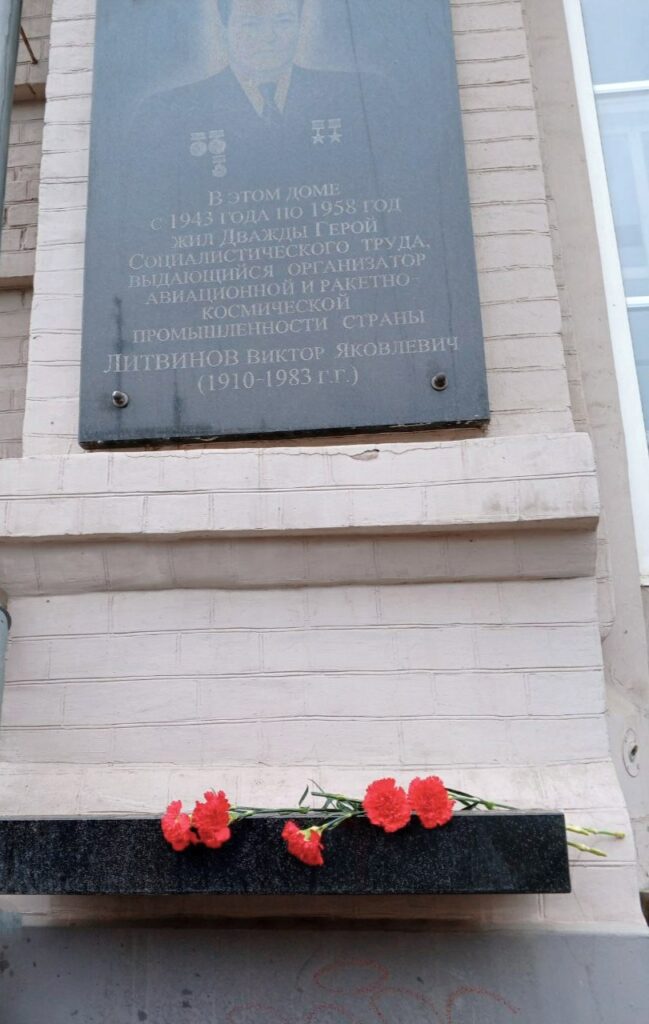 В ЭТОМ ДОМЕ
С 1943 ГОДА ПО 1958 ГОД
ЖИЛ ДВАЖДЫ ГЕРОЙ
СОЦИАЛИСТИЧЕСКОГО ТРУДА,
ВЫДАЮЩИЙСЯ ОРГАНИЗАТОР
АВИАЦИОННОЙ И РАКЕТНО-
КОСМИЧЕСКОЙ
ПРОМЫШЛЕННОСТИ СТРАНЫ
ЛИТВИНОВ ВИКТОР ЯКОВЛЕВИЧ
(1910-1983 Г.Г.)